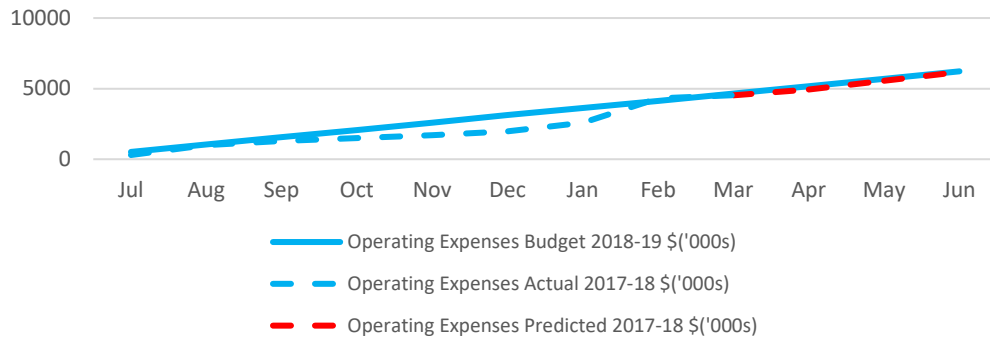 10000
5000
0
Jul Aug Sep Oct Nov Dec Jan Feb Mar Apr May Jun
Operating Expenses Budget 2018-19 $('000s)
Operating Expenses Actual 2017-18 $('000s)
Operating Expenses Predicted 2017-18 $('000s)